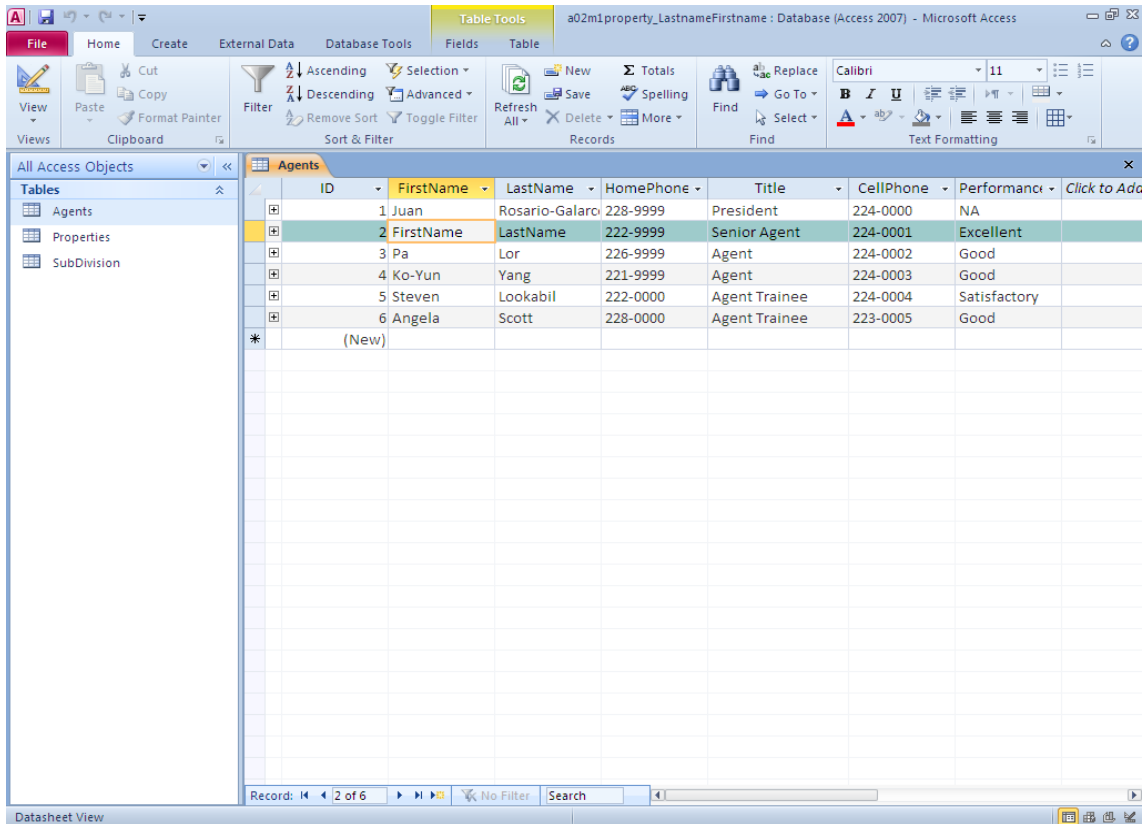 Table Tools a02m1property_LastnameFirstname : Database (Access 2007) - Microsoft Access
File Home Create External Data Database Tools Fields Table
View
Views
Paste
Cut
Copy
Format Painter
Clipboard
Filter
Ascending
Descending
Remove Sort
Selection
Advanced
Toggle Filter
Sort & Filter
Refresh
All
New
Save
Delete
Totals
Spelling
More
Records
Find
Replace
Go To
Select
Find
Calibri 11
B I U
Text Formatting
All Access Objects
Tables
Agents
Properties
SubDivision
Agents
ID FirstName LastName HomePhone Title CellPhone Performance Click to Add
1 Juan Rosario-Galarc 228-9999 President 224-0000 NA
2 FirstName LastName 222-9999 Senior Agent 224-0001 Excellent
3 Pa Lor 226-9999 Agent 224-0002 Good
4 Ko-Yun Yang 221-9999 Agent 224-0003 Good
5 Steven Lookabil 222-0000 Agent Trainee 224-0004 Satisfactory
6 Angela Scott 228-0000 Agent Trainee 223-0005 Good
(New)
Record: 2 of 6 No Filter Search
Datasheet View